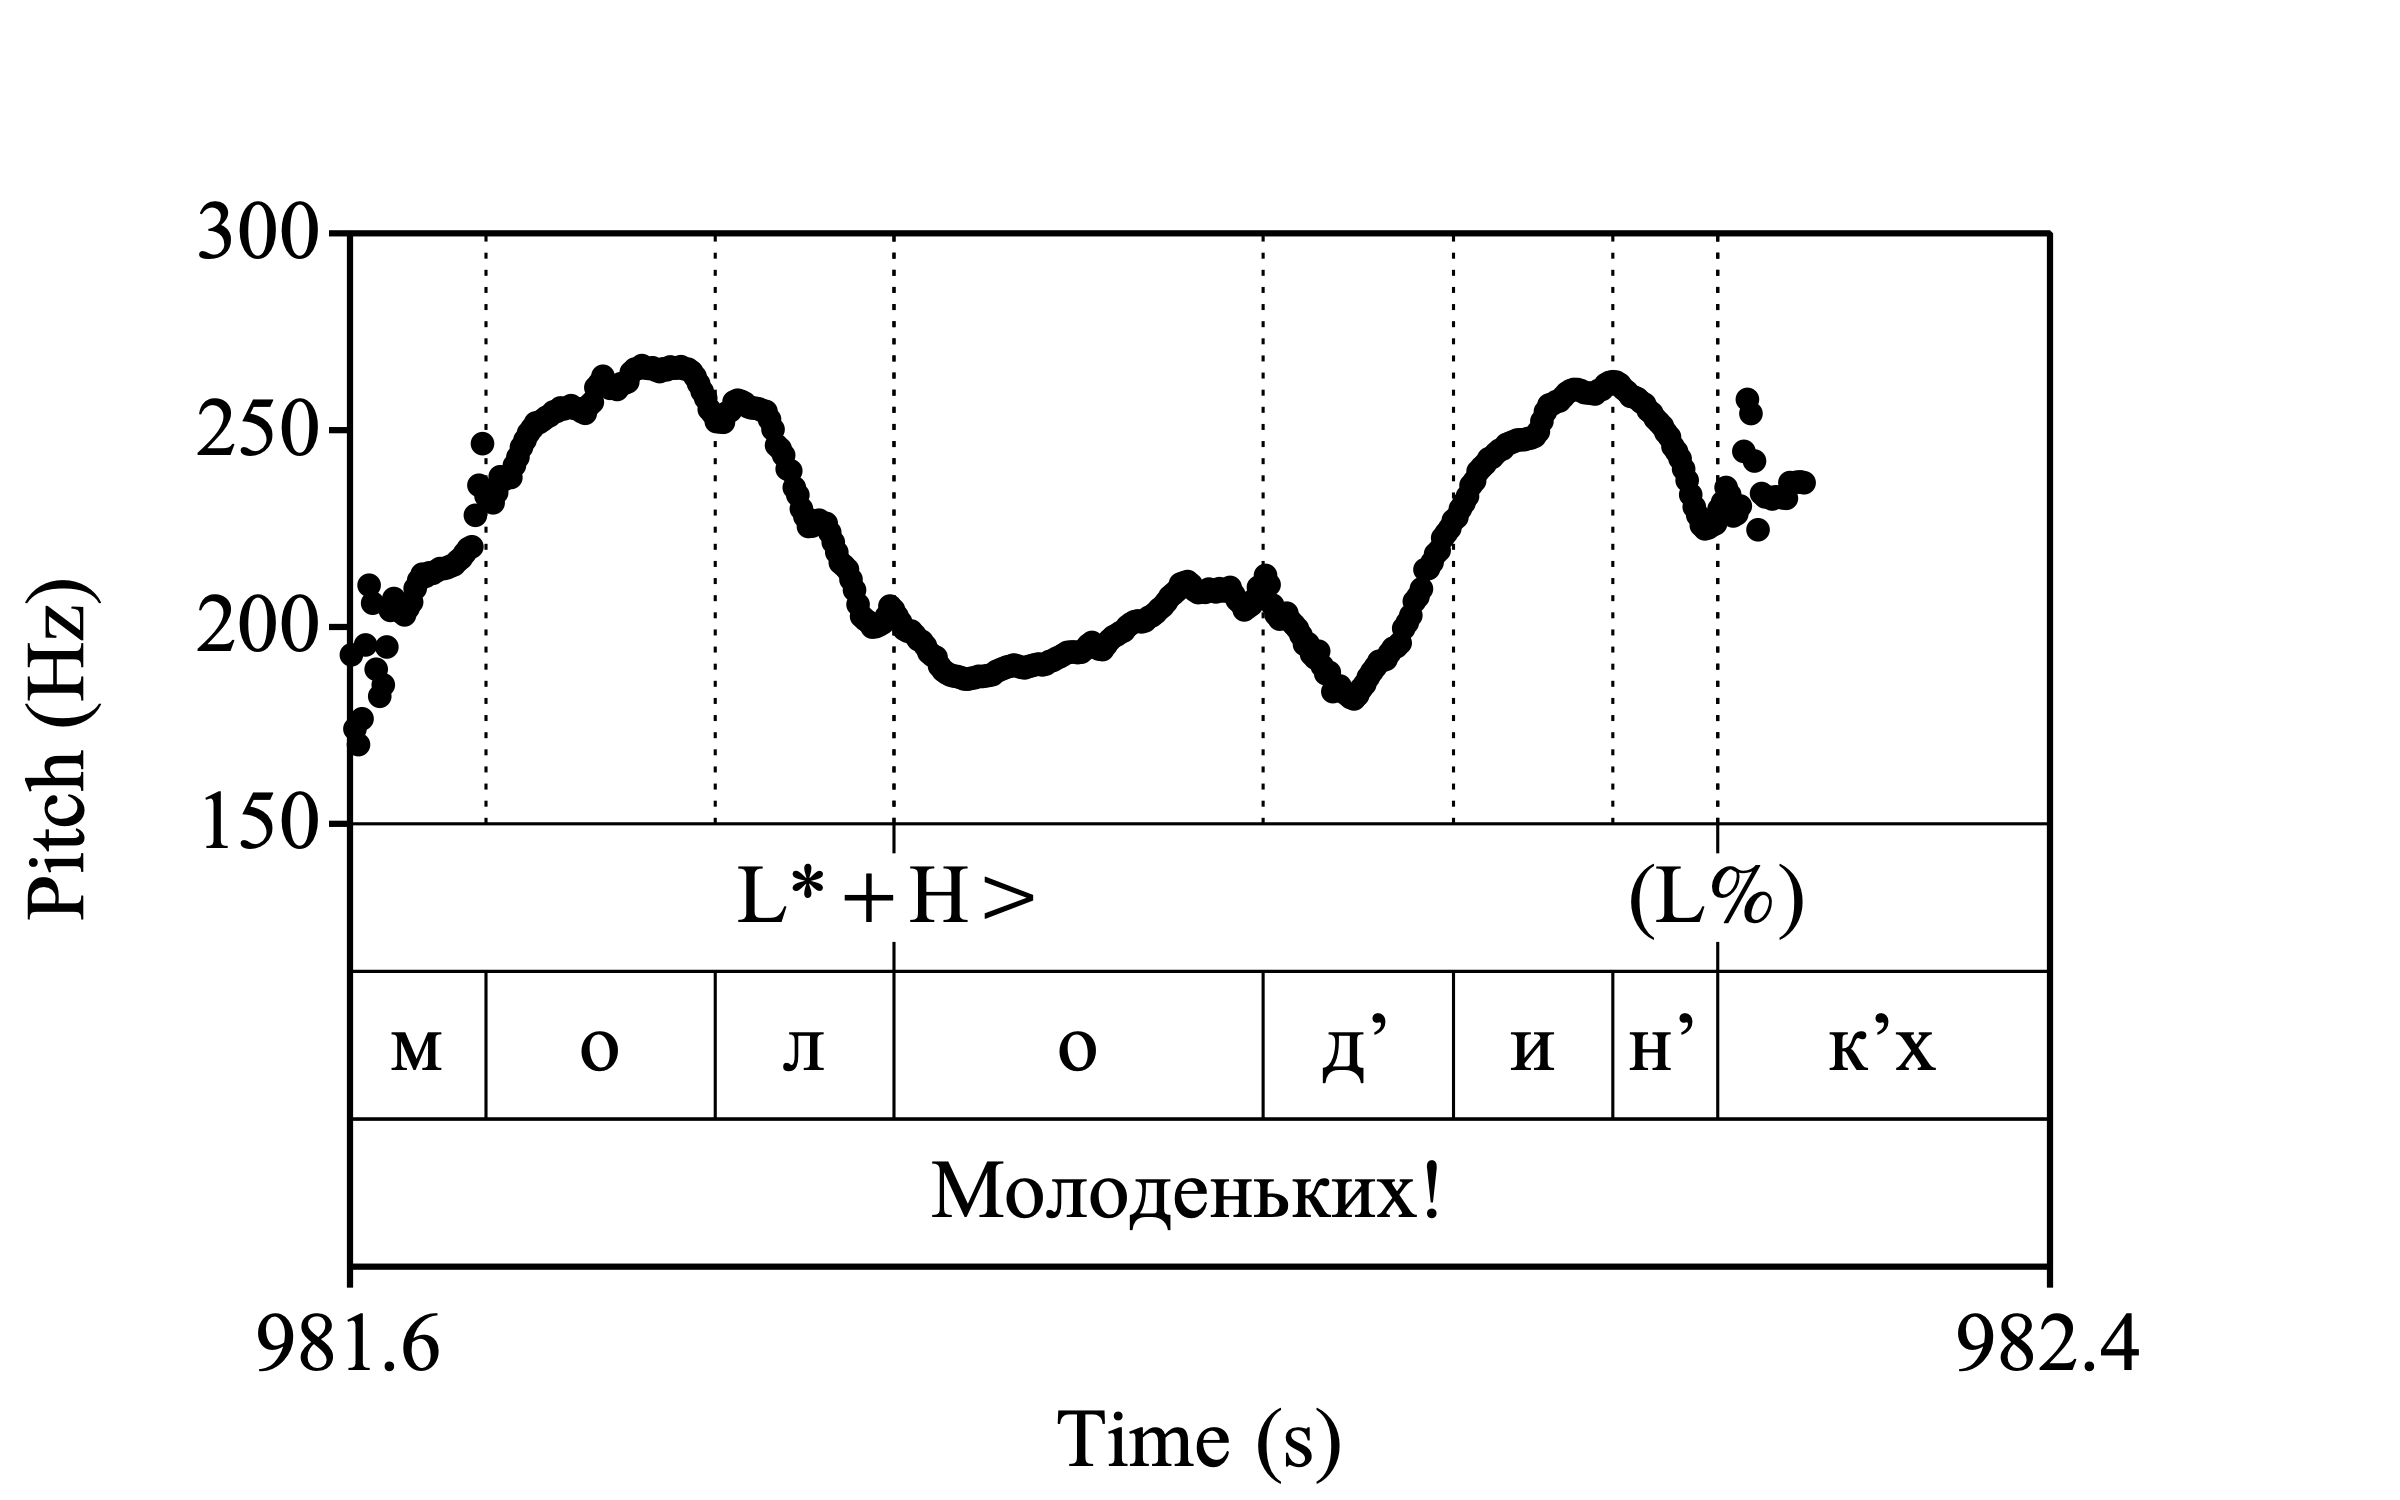 300
250
200
150
Pitch (Hz)
L*+H> (L%)
м о л о д’ и н’ к’х
Молоденьких!
981.6 982.4
Time (s)